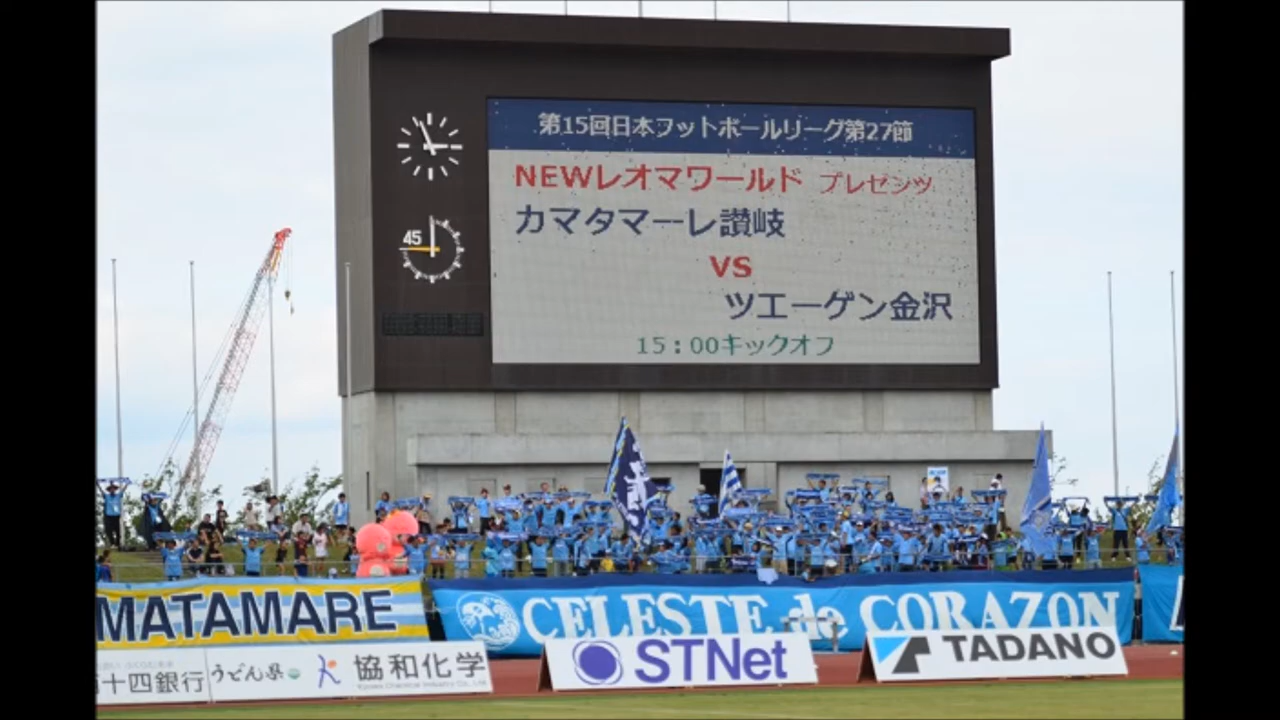 第15回日本フットボールリーグ第27節
NEWレオマワールド プレゼンツ
カマタマーレ讃岐
VS
ツエーゲン金沢
15:00キックオフ
45
MATAMARE
CELESTE de CORAZON
十四銀行
うどん県
協和化学
STNet
TADANO